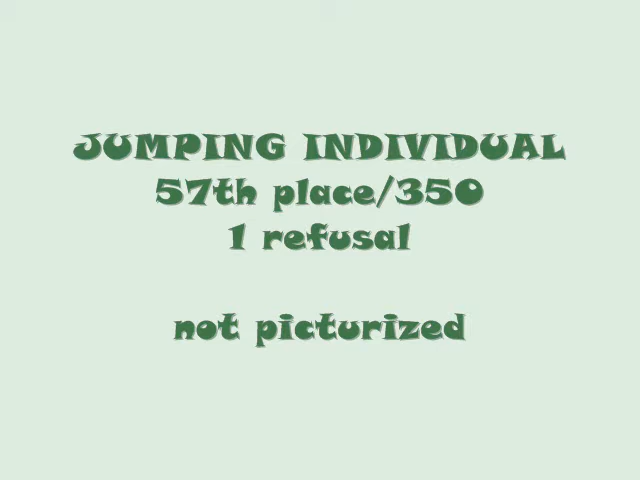 JUMPING INDIVIDUAL
57th place/350
1 refusal
not picturized